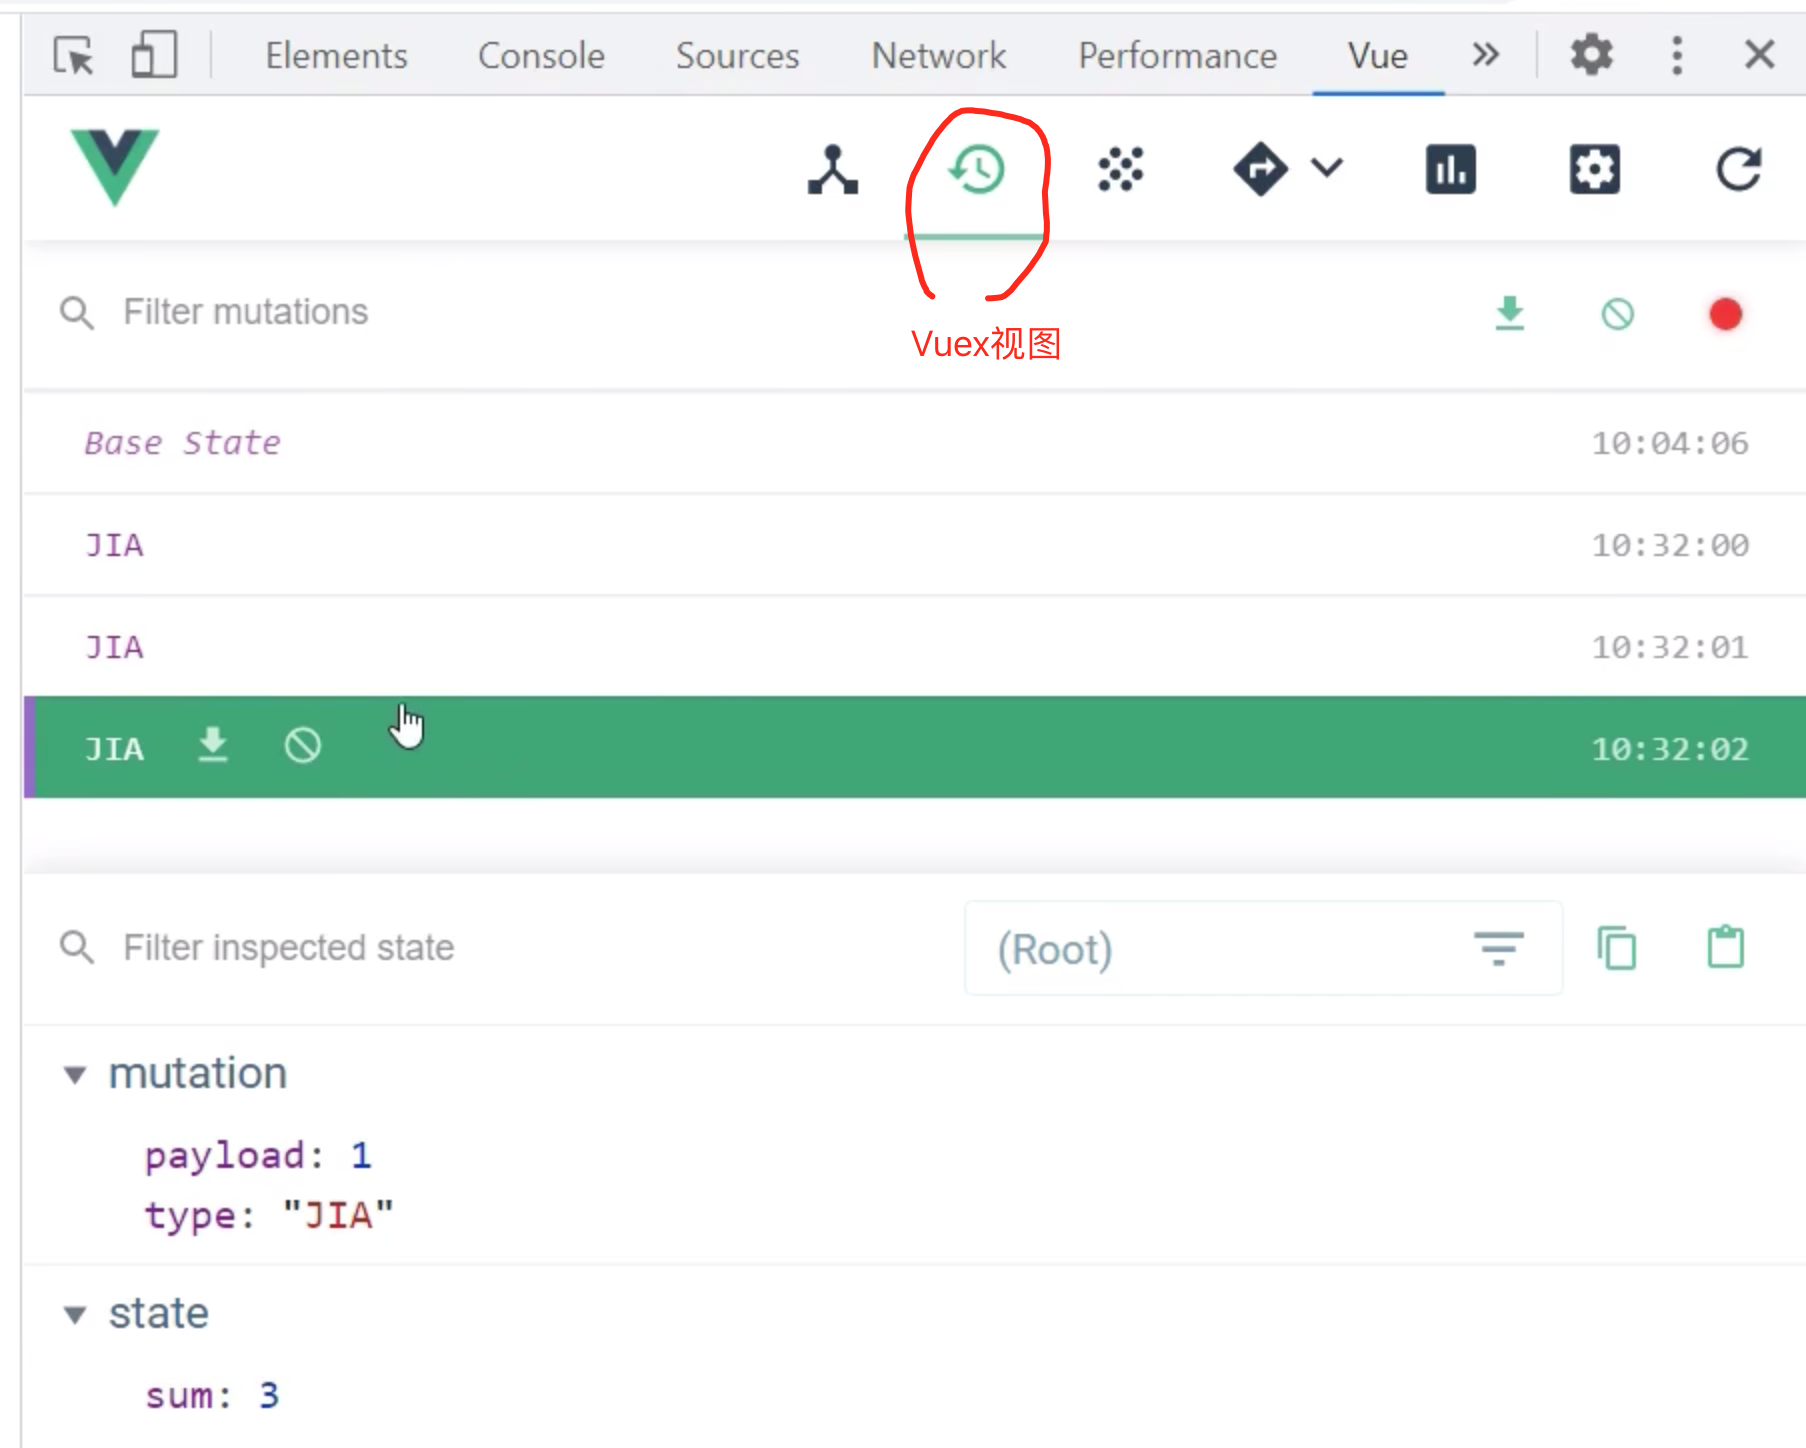 Elements Console Sources Network Performance Vue
Filter mutations
Vuex视图
Base State 10:04:06
JIA 10:32:00
JIA 10:32:01
JIA 10:32:02
Filter inspected state (Root)
mutation
payload: 1
type: "JIA"
state
sum: 3